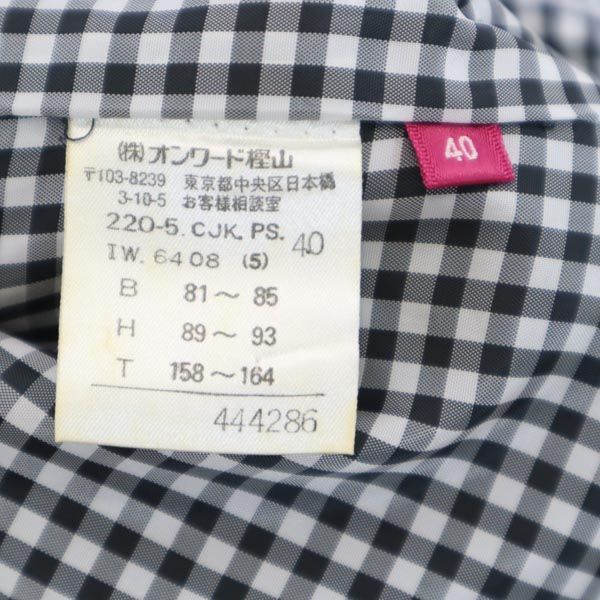 (株)オンワード樫山
〒103-8239 東京都中央区日本橋
3-10-5 お客様相談室
220-5. CJK. PS. 40
IW. 6408 (5)
B 81～ 85
H 89～ 93
T 158～164
444286
40